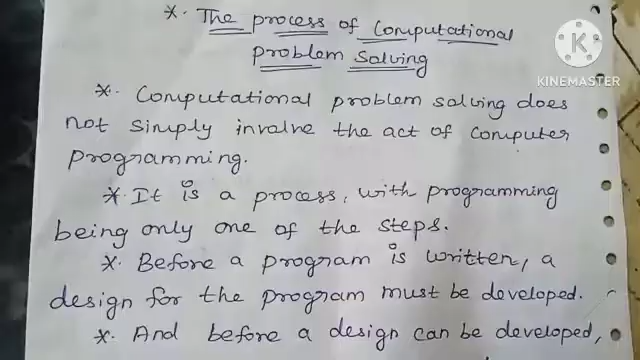 *. The process of Computational
problem Solving
K
KINEMASTER
*. Computational problem solving does
not simply involve the act of Computer
programming.
*. It is a process, with programming
being only one of the steps.
*. Before a program is written, a
design for the program must be developed.
*. And before a design can be developed,